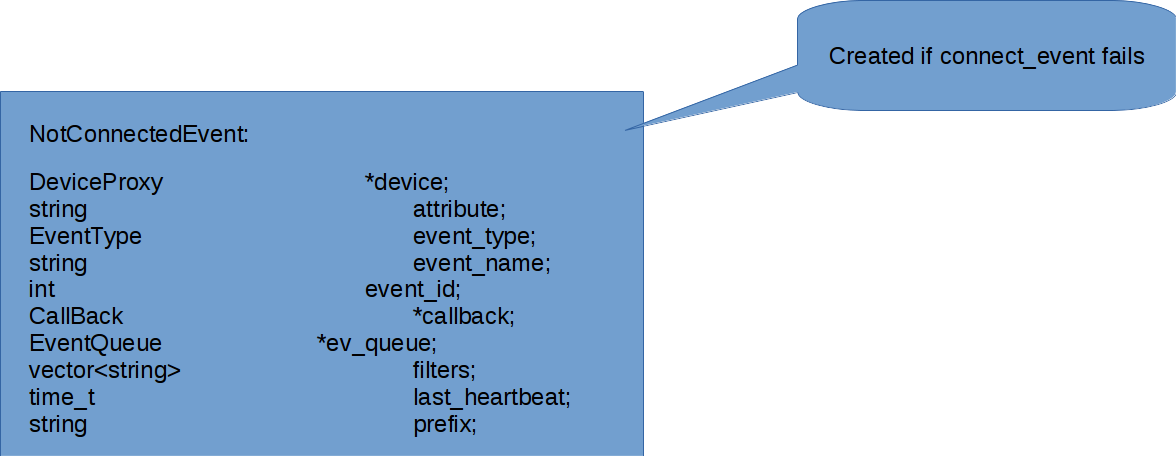 Created if connect_event fails
NotConnectedEvent:
DeviceProxy *device;
string attribute;
EventType event_type;
string event_name;
int event_id;
CallBack *callback;
EventQueue *ev_queue;
vector<string> filters;
time_t last_heartbeat;
string prefix;